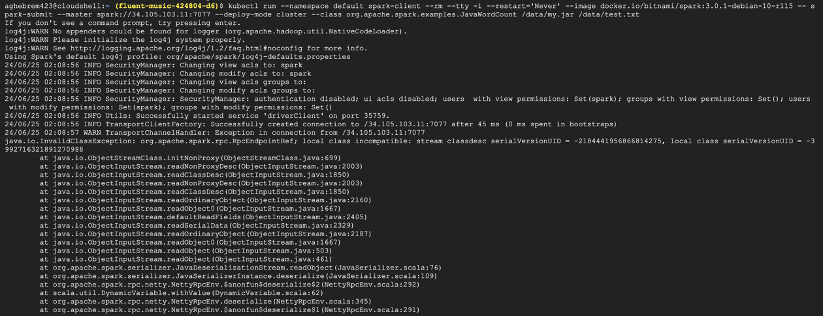 aghebrem423@cloudshell:~ (fluent-music-424804-d6)$ kubectl run --namespace default spark-client --rm --tty -i --restart='Never' --image docker.io/bitnami/spark:3.0.1-debian-10-r115 -- s
park-submit --master spark://34.105.103.11:7077 --deploy-mode cluster --class org.apache.spark.examples.JavaWordCount /data/my.jar /data/test.txt
If you don't see a command prompt, try pressing enter.
log4j:WARN No appenders could be found for logger (org.apache.hadoop.util.NativeCodeLoader).
log4j:WARN Please initialize the log4j system properly.
log4j:WARN See http://logging.apache.org/log4j/1.2/faq.html#noconfig for more info.
Using Spark's default log4j profile: org/apache/spark/log4j-defaults.properties
24/06/25 02:08:56 INFO SecurityManager: Changing view acls to: spark
24/06/25 02:08:56 INFO SecurityManager: Changing modify acls to: spark
24/06/25 02:08:56 INFO SecurityManager: Changing view acls groups to:
24/06/25 02:08:56 INFO SecurityManager: Changing modify acls groups to:
24/06/25 02:08:56 INFO SecurityManager: SecurityManager: authentication disabled; ui acls disabled; users  with view permissions: Set(spark); groups with view permissions: Set(); users
 with modify permissions: Set(spark); groups with modify permissions: Set()
24/06/25 02:08:56 INFO Utils: Successfully started service 'driverClient' on port 35759.
24/06/25 02:08:56 INFO TransportClientFactory: Successfully created connection to /34.105.103.11:7077 after 45 ms (0 ms spent in bootstraps)
24/06/25 02:08:57 WARN TransportChannelHandler: Exception in connection from /34.105.103.11:7077
java.io.InvalidClassException: org.apache.spark.rpc.RpcEndpointRef; local class incompatible: stream classdesc serialVersionUID = -2184441956866814275, local class serialVersionUID = -3
992716321891270988
at java.io.ObjectStreamClass.initNonProxy(ObjectStreamClass.java:699)
at java.io.ObjectInputStream.readNonProxyDesc(ObjectInputStream.java:2003)
at java.io.ObjectInputStream.readClassDesc(ObjectInputStream.java:1850)
at java.io.ObjectInputStream.readNonProxyDesc(ObjectInputStream.java:2003)
at java.io.ObjectInputStream.readClassDesc(ObjectInputStream.java:1850)
at java.io.ObjectInputStream.readOrdinaryObject(ObjectInputStream.java:2160)
at java.io.ObjectInputStream.readObject0(ObjectInputStream.java:1667)
at java.io.ObjectInputStream.defaultReadFields(ObjectInputStream.java:2405)
at java.io.ObjectInputStream.readSerialData(ObjectInputStream.java:2329)
at java.io.ObjectInputStream.readOrdinaryObject(ObjectInputStream.java:2187)
at java.io.ObjectInputStream.readObject0(ObjectInputStream.java:1667)
at java.io.ObjectInputStream.readObject(ObjectInputStream.java:503)
at java.io.ObjectInputStream.readObject(ObjectInputStream.java:461)
at org.apache.spark.serializer.JavaDeserializationStream.readObject(JavaSerializer.scala:76)
at org.apache.spark.serializer.JavaSerializerInstance.deserialize(JavaSerializer.scala:109)
at org.apache.spark.rpc.netty.NettyRpcEnv.$anonfun$deserialize$2(NettyRpcEnv.scala:292)
at scala.util.DynamicVariable.withValue(DynamicVariable.scala:62)
at org.apache.spark.rpc.netty.NettyRpcEnv.deserialize(NettyRpcEnv.scala:345)
at org.apache.spark.rpc.netty.NettyRpcEnv.$anonfun$deserialize$1(NettyRpcEnv.scala:291)